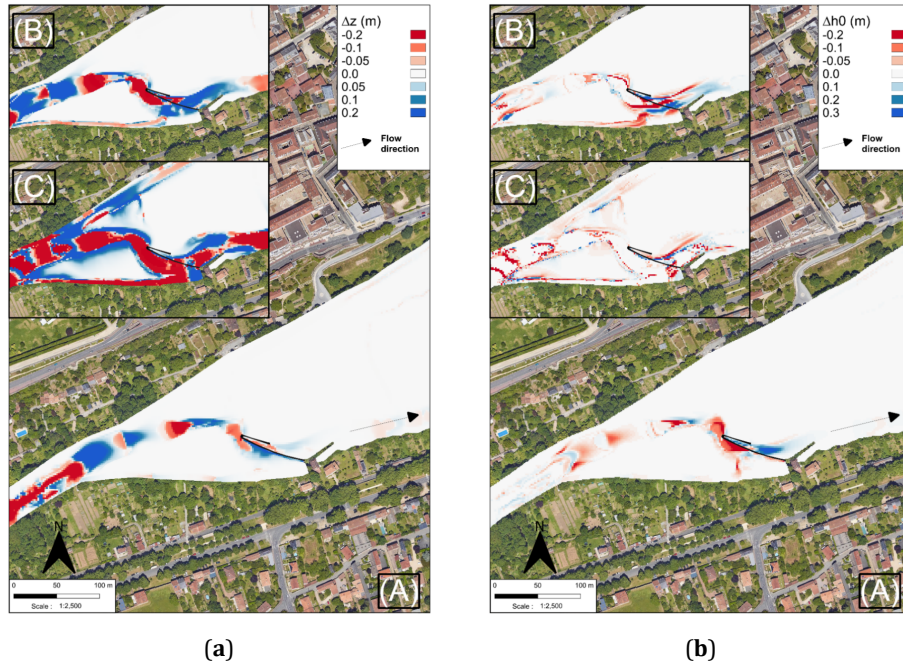 (B)
Δz (m)
-0.2
-0.1
-0.05
0.0
0.05
0.1
0.2
Flow
direction
(C)
N
0 50 100 m
Scale : 1:2,500
(A)
(a)
(B)
Δh0 (m)
-0.2
-0.1
-0.05
0.0
0.05
0.1
0.3
Flow
direction
(C)
N
0 50 100 m
Scale : 1:2,500
(A)
(b)